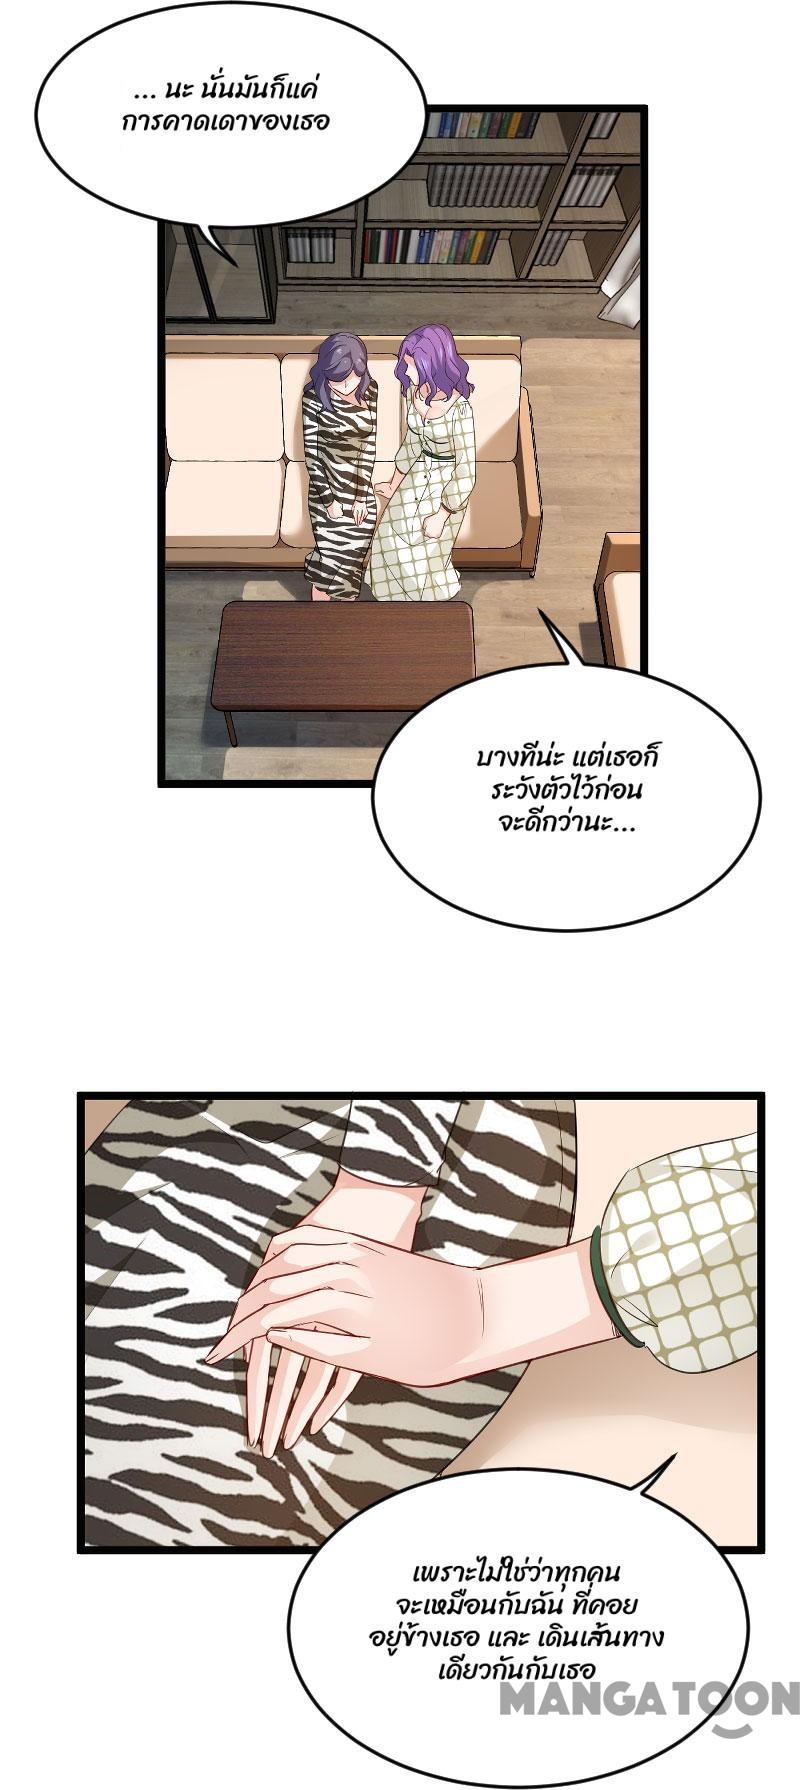 ... นะ นั่นมันก็แค่
การคาดเดาของเธอ
บางทีน่ะ แต่เธอก็
ระวังตัวไว้ก่อน
จะดีกว่านะ...
เพราะไม่ใช่ว่าทุกคน
จะเหมือนกับฉัน ที่คอย
อยู่ข้างเธอ และ เดินเส้นทาง
เดียวกันกับเธอ
MANGATOON